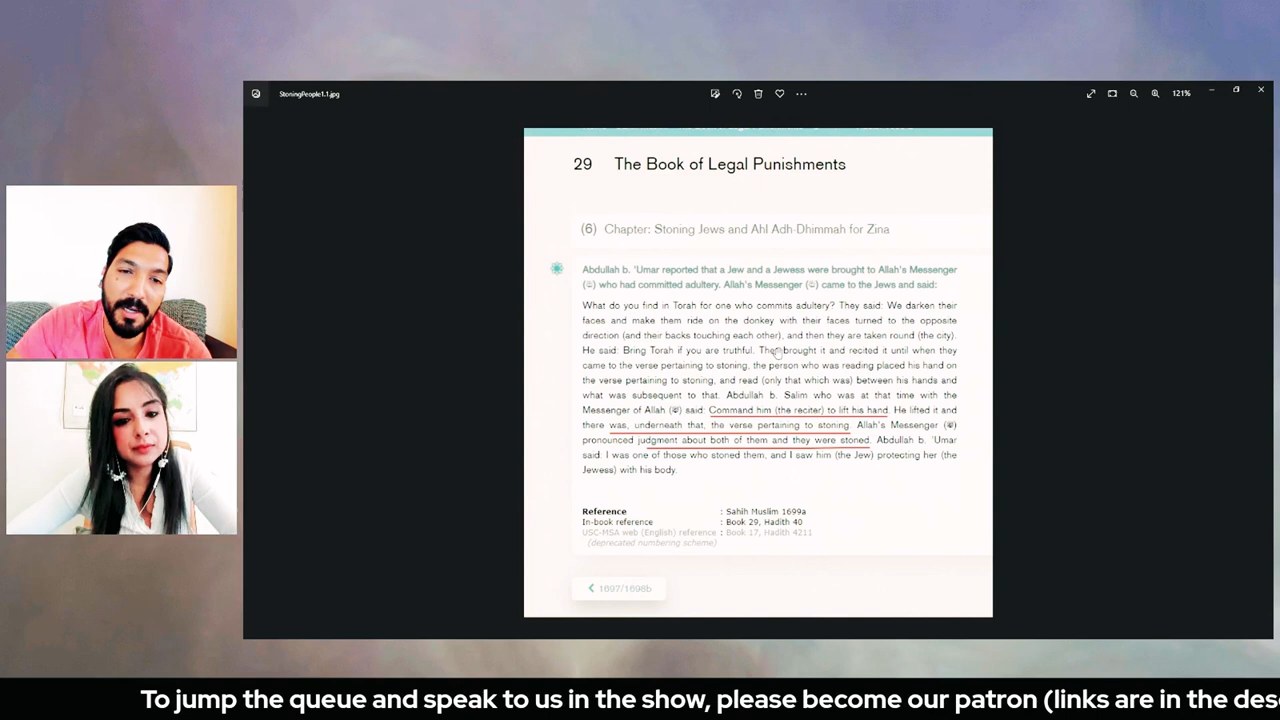 StoningPeople1.1.jpg
121%
29 The Book of Legal Punishments
(6) Chapter: Stoning Jews and Ahl Adh-Dhimmah for Zina
Abdullah b. 'Umar reported that a Jew and a Jewess were brought to Allah's Messenger
(ﷺ) who had committed adultery. Allah's Messenger (ﷺ) came to the Jews and said:
What do you find in Torah for one who commits adultery? They said: We darken their
faces and make them ride on the donkey with their faces turned to the opposite
direction (and their backs touching each other), and then they are taken round (the city).
He said: Bring Torah if you are truthful. They brought it and recited it until when they
came to the verse pertaining to stoning, the person who was reading placed his hand on
the verse pertaining to stoning, and read (only that which was) between his hands and
what was subsequent to that. Abdullah b. Salim who was at that time with the
Messenger of Allah (ﷺ) said: Command him (the reciter) to lift his hand. He lifted it and
there was, underneath that, the verse pertaining to stoning. Allah's Messenger (ﷺ)
pronounced judgment about both of them and they were stoned. Abdullah b. 'Umar
said: I was one of those who stoned them, and I saw him (the Jew) protecting her (the
Jewess) with his body.
Reference : Sahih Muslim 1699a
In-book reference : Book 29, Hadith 40
USC-MSA web (English) reference : Book 17, Hadith 4211
(deprecated numbering scheme)
1697/1698b
To jump the queue and speak to us in the show, please become our patron (links are in the des